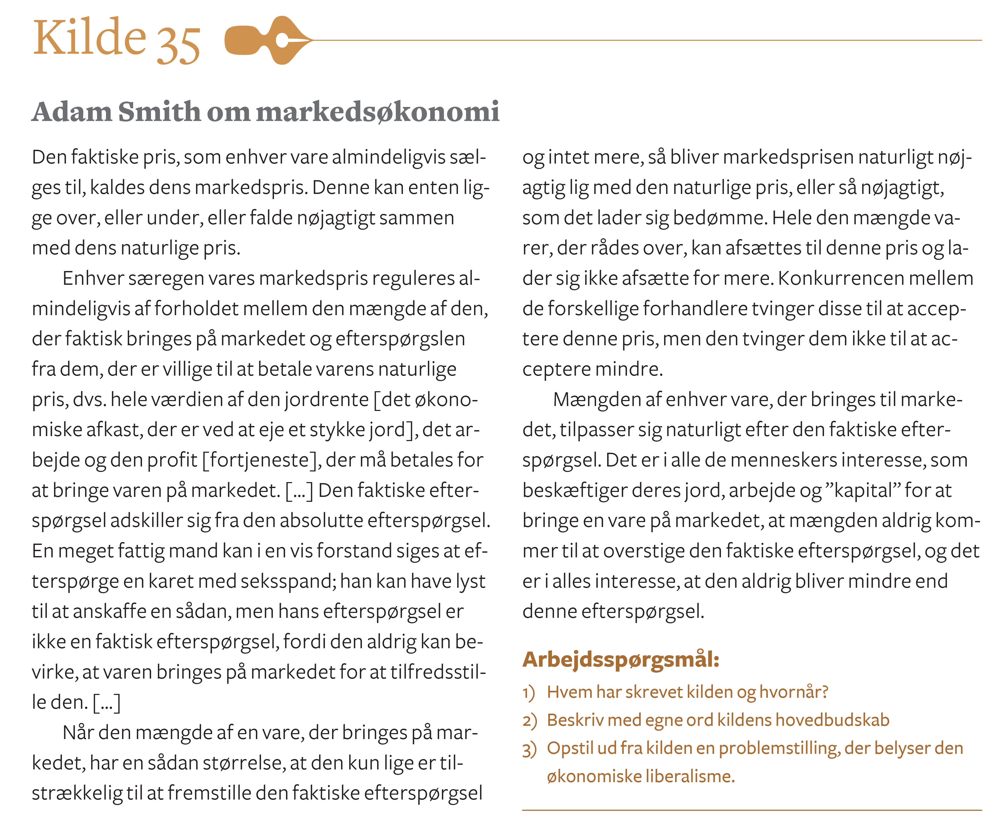 Kilde 35
Adam Smith om markedsøkonomi
Den faktiske pris, som enhver vare almindeligvis sæl-
ges til, kaldes dens markedspris. Denne kan enten lig-
ge over, eller under, eller falde nøjagtigt sammen
med dens naturlige pris.
Enhver særegen vares markedspris reguleres al-
mindeligvis af forholdet mellem den mængde af den,
der faktisk bringes på markedet og efterspørgslen
fra dem, der er villige til at betale varens naturlige
pris, dvs. hele værdien af den jordrente [det økono-
miske afkast, der er ved at eje et stykke jord], det ar-
bejde og den profit [fortjeneste], der må betales for
at bringe varen på markedet. [...] Den faktiske efter-
spørgsel adskiller sig fra den absolutte efterspørgsel.
En meget fattig mand kan i en vis forstand siges at ef-
terspørge en karet med seksspand; han kan have lyst
til at anskaffe en sådan, men hans efterspørgsel er
ikke en faktisk efterspørgsel, fordi den aldrig kan be-
virke, at varen bringes på markedet for at tilfredsstil-
le den. [...]
Når den mængde af en vare, der bringes på mar-
kedet, har en sådan størrelse, at den kun lige er til-
strækkelig til at fremstille den faktiske efterspørgsel
og intet mere, så bliver markedsprisen naturligt nøj-
agtig lig med den naturlige pris, eller så nøjagtigt,
som det lader sig bedømme. Hele den mængde va-
rer, der rådes over, kan afsættes til denne pris og la-
der sig ikke afsætte for mere. Konkurrencen mellem
de forskellige forhandlere tvinger disse til at accep-
tere denne pris, men den tvinger dem ikke til at ac-
ceptere mindre.
Mængden af enhver vare, der bringes til marke-
det, tilpasser sig naturligt efter den faktiske efter-
spørgsel. Det er i alle de menneskers interesse, som
beskæftiger deres jord, arbejde og ”kapital” for at
bringe en vare på markedet, at mængden aldrig kom-
mer til at overstige den faktiske efterspørgsel, og det
er i alles interesse, at den aldrig bliver mindre end
denne efterspørgsel.
Arbejdsspørgsmål:
1) Hvem har skrevet kilden og hvornår?
2) Beskriv med egne ord kildens hovedbudskab
3) Opstil ud fra kilden en problemstilling, der belyser den
økonomiske liberalisme.